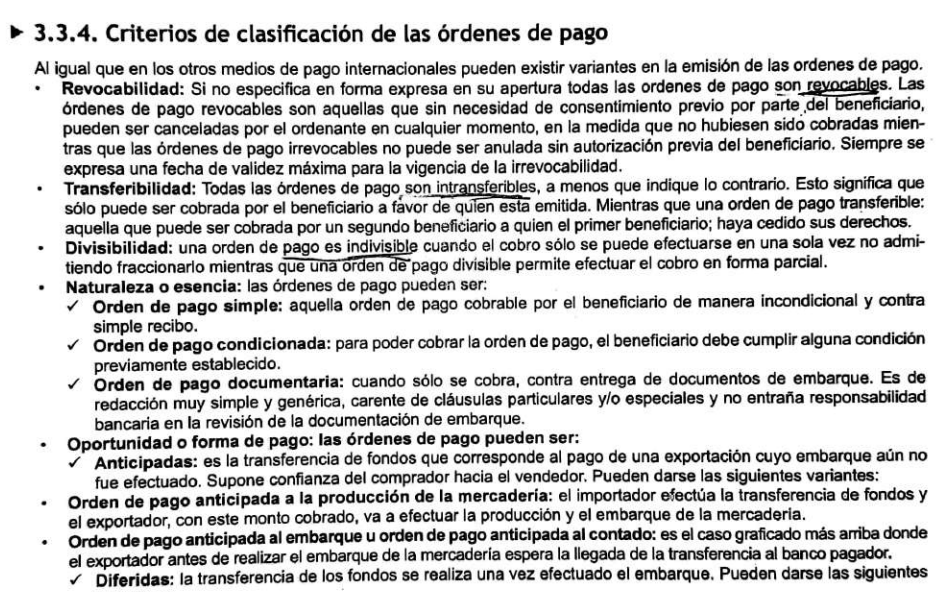 ► 3.3.4. Criterios de clasificación de las órdenes de pago
Al igual que en los otros medios de pago internacionales pueden existir variantes en la emisión de las ordenes de pago.
• Revocabilidad: Si no especifica en forma expresa en su apertura todas las ordenes de pago son revocables. Las
órdenes de pago revocables son aquellas que sin necesidad de consentimiento previo por parte del beneficiario,
pueden ser canceladas por el ordenante en cualquier momento, en la medida que no hubiesen sido cobradas mien-
tras que las órdenes de pago irrevocables no puede ser anulada sin autorización previa del beneficiario. Siempre se
expresa una fecha de validez máxima para la vigencia de la irrevocabilidad.
• Transferibilidad: Todas las órdenes de pago son intransferibles, a menos que indique lo contrario. Esto significa que
sólo puede ser cobrada por el beneficiario a favor de quien esta emitida. Mientras que una orden de pago transferible:
aquella que puede ser cobrada por un segundo beneficiario a quien el primer beneficiario; haya cedido sus derechos.
• Divisibilidad: una orden de pago es indivisible cuando el cobro sólo se puede efectuarse en una sola vez no admi-
tiendo fraccionarlo mientras que una orden de pago divisible permite efectuar el cobro en forma parcial.
• Naturaleza o esencia: las órdenes de pago pueden ser:
✓ Orden de pago simple: aquella orden de pago cobrable por el beneficiario de manera incondicional y contra
simple recibo.
✓ Orden de pago condicionada: para poder cobrar la orden de pago, el beneficiario debe cumplir alguna condición
previamente establecido.
✓ Orden de pago documentaria: cuando sólo se cobra, contra entrega de documentos de embarque. Es de
redacción muy simple y genérica, carente de cláusulas particulares y/o especiales y no entraña responsabilidad
bancaria en la revisión de la documentación de embarque.
• Oportunidad o forma de pago: las órdenes de pago pueden ser:
✓ Anticipadas: es la transferencia de fondos que corresponde al pago de una exportación cuyo embarque aún no
fue efectuado. Supone confianza del comprador hacia el vendedor. Pueden darse las siguientes variantes:
• Orden de pago anticipada a la producción de la mercadería: el importador efectúa la transferencia de fondos y
el exportador, con este monto cobrado, va a efectuar la producción y el embarque de la mercadería.
• Orden de pago anticipada al embarque u orden de pago anticipada al contado: es el caso graficado más arriba donde
el exportador antes de realizar el embarque de la mercadería espera la llegada de la transferencia al banco pagador.
✓ Diferidas: la transferencia de los fondos se realiza una vez efectuado el embarque. Pueden darse las siguientes